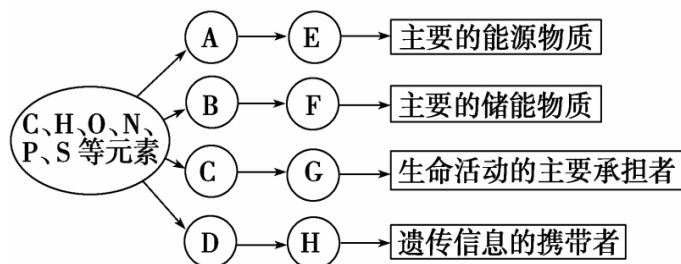 A E 主要的能源物质
C、H、O、N、
P、S 等元素
B F 主要的储能物质
C G 生命活动的主要承担者
D H 遗传信息的携带者